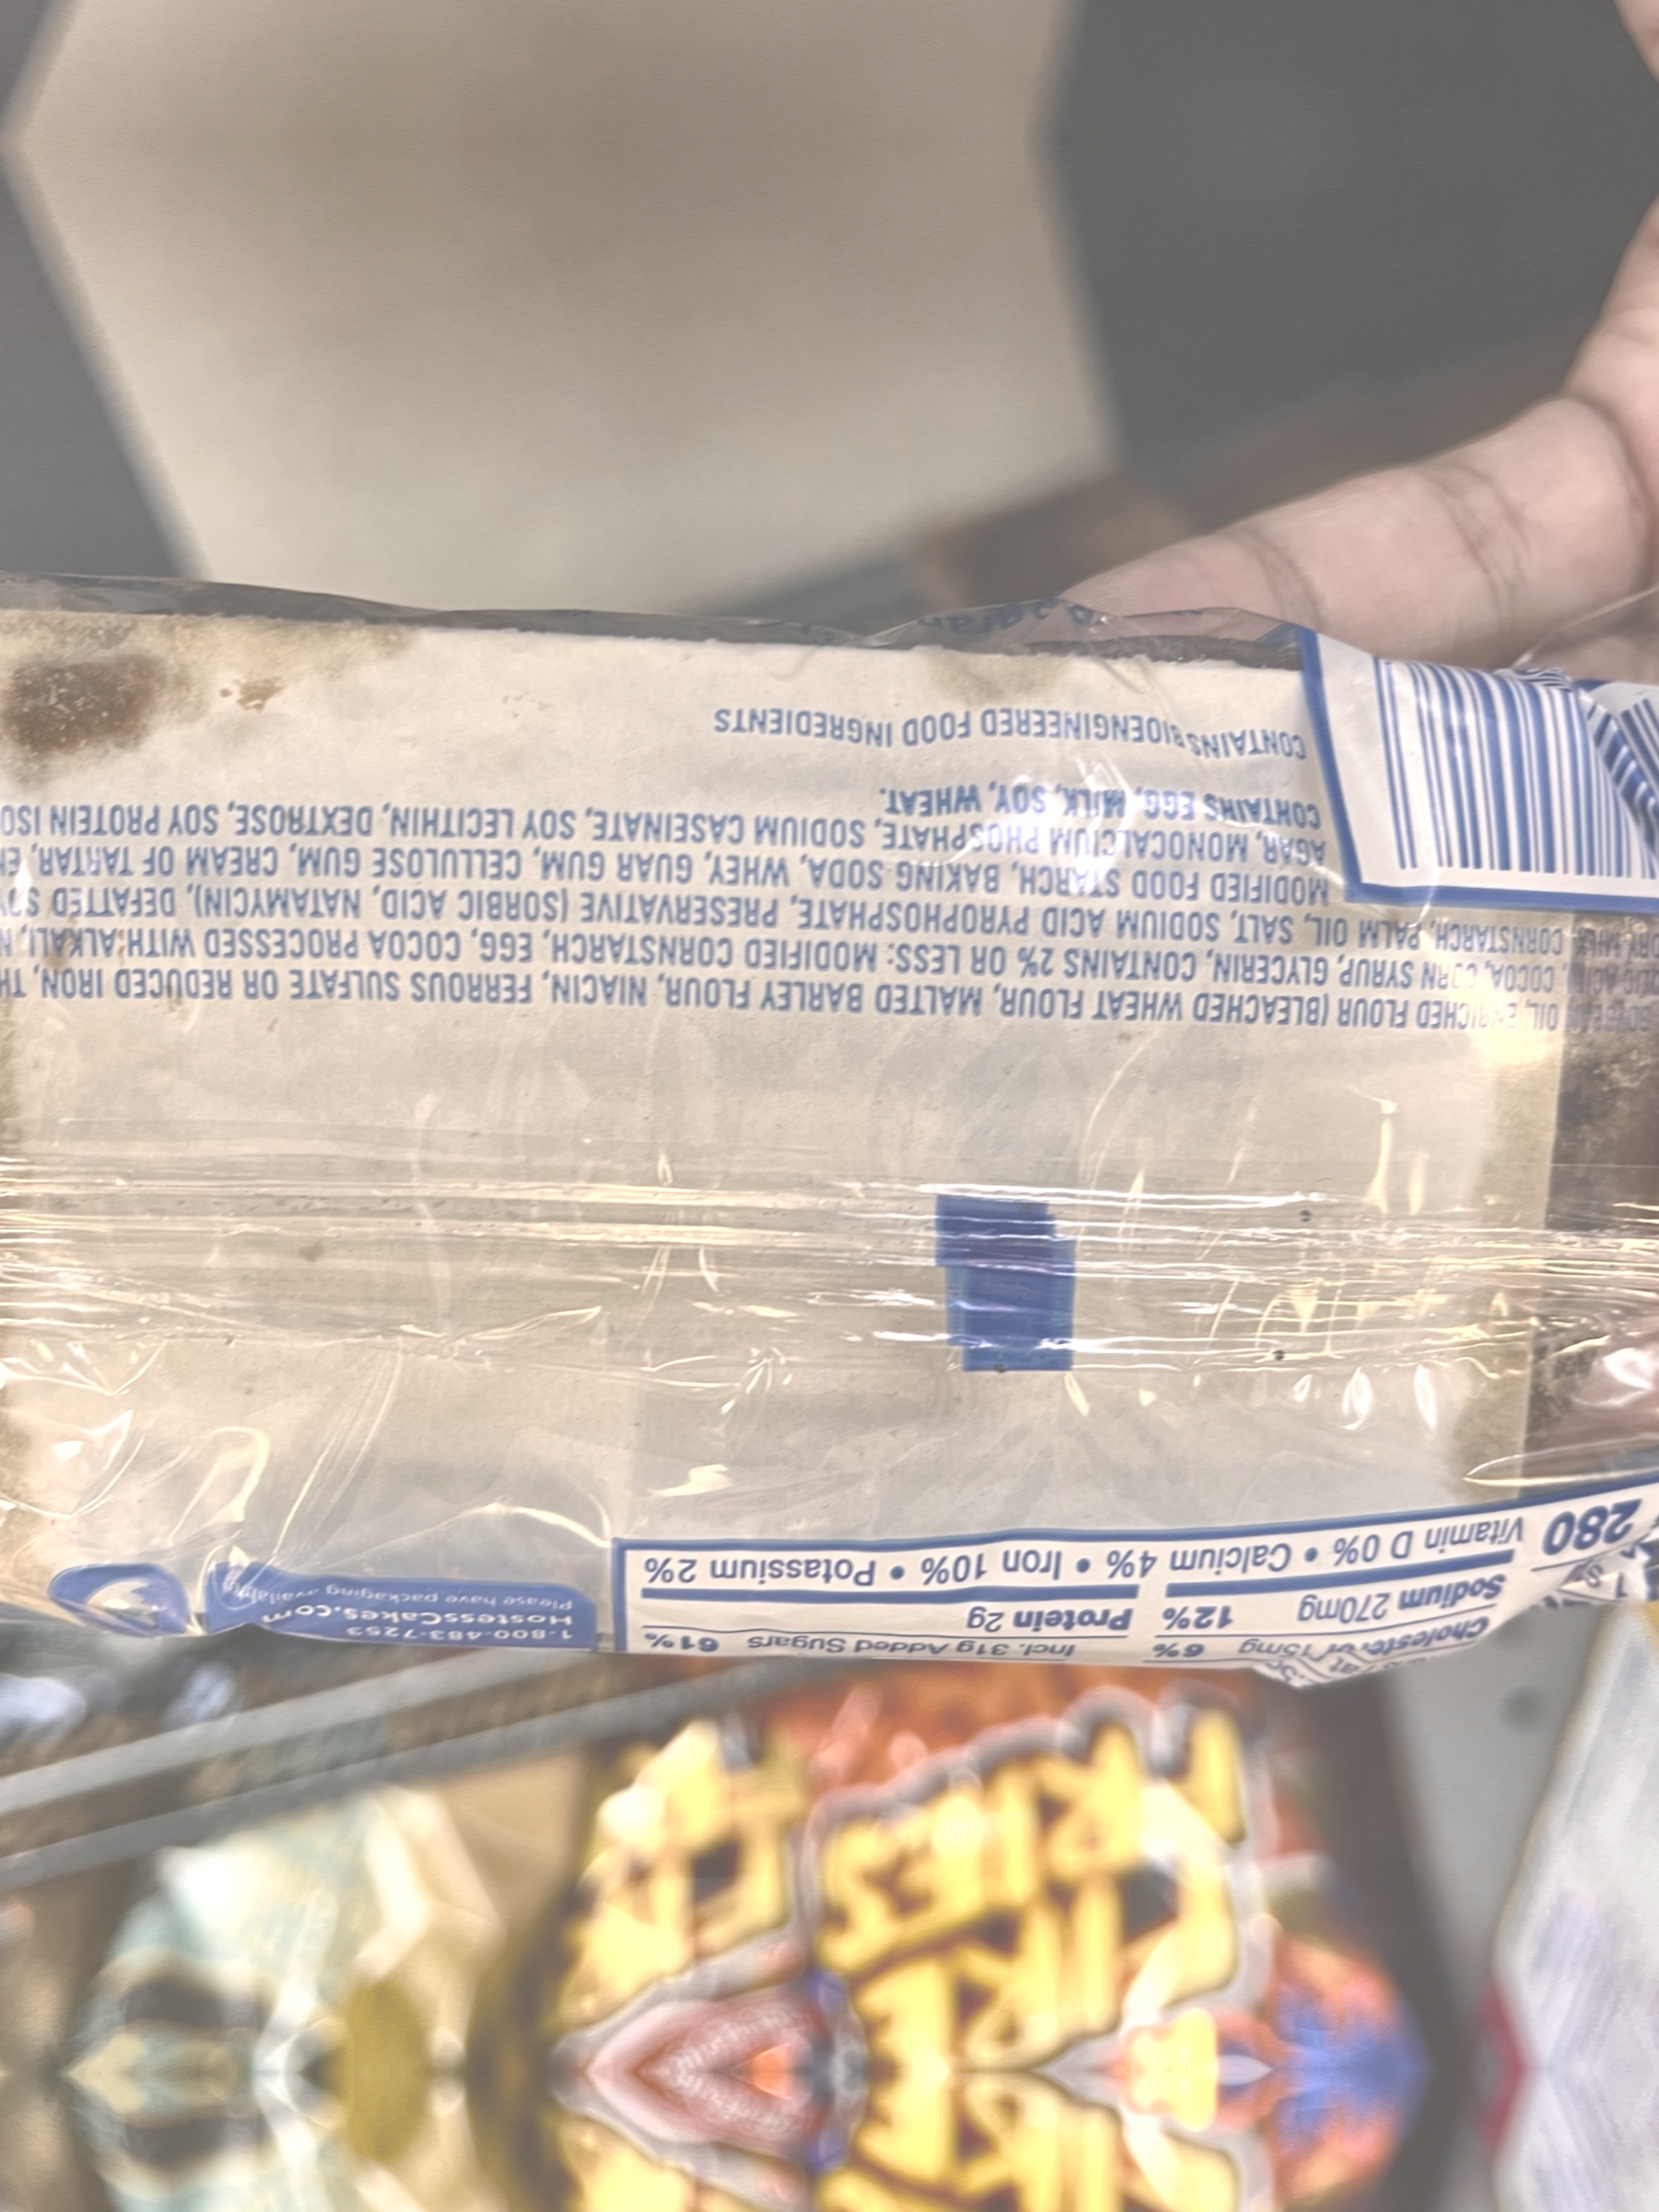 280
Cholesterol 15mg 6%
Sodium 270mg 12%
Vitamin D 0% • Calcium 4% • Iron 10% • Potassium 2%
Incl. 31g Added Sugars 61%
Protein 2g
1-800-483-7253
HostessCakes.com
Please have packaging available
OIL, ENRICHED FLOUR (BLEACHED WHEAT FLOUR, MALTED BARLEY FLOUR, NIACIN, FERROUS SULFATE OR REDUCED IRON, TH
COCOA, CORN SYRUP, GLYCERIN, CONTAINS 2% OR LESS: MODIFIED CORNSTARCH, EGG, COCOA PROCESSED WITH ALKALI, N
CORNSTARCH, PALM OIL, SALT, SODIUM ACID PYROPHOSPHATE, PRESERVATIVE (SORBIC ACID, NATAMYCIN), DEFATTED SOY
MODIFIED FOOD STARCH, BAKING SODA, WHEY, GUAR GUM, CELLULOSE GUM, CREAM OF TARTAR, EN
AGAR, MONOCALCIUM PHOSPHATE, SODIUM CASEINATE, SOY LECITHIN, DEXTROSE, SOY PROTEIN ISO
CONTAINS EGG, MILK, SOY, WHEAT.
CONTAINS BIOENGINEERED FOOD INGREDIENTS